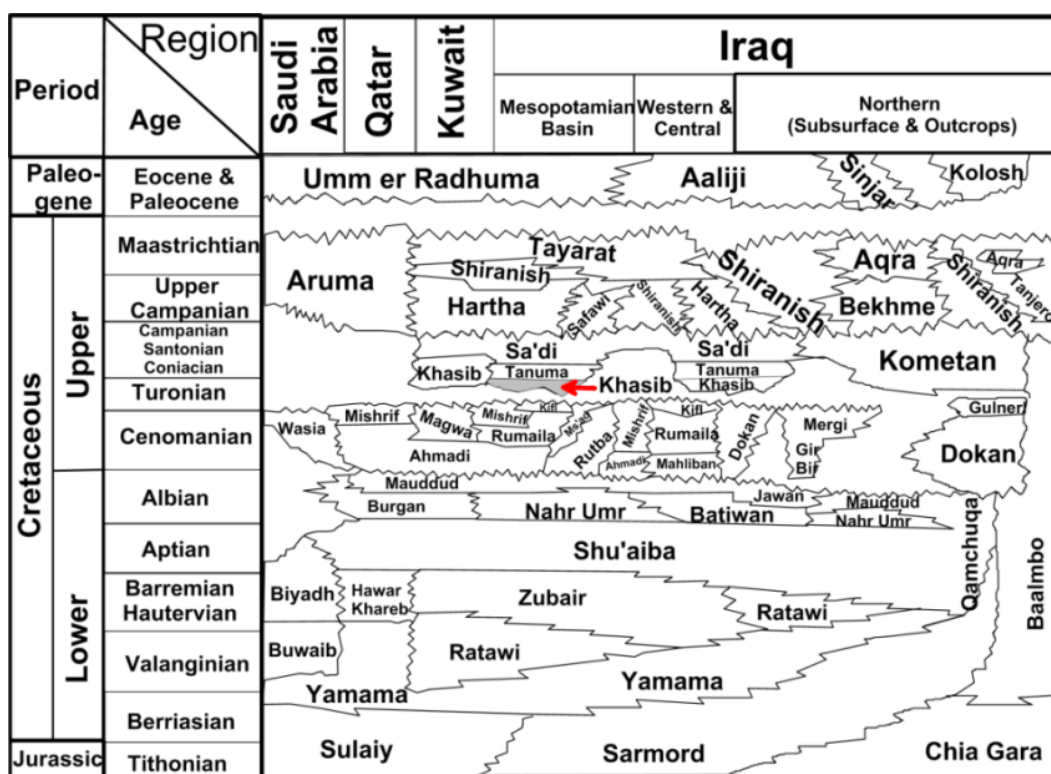 Region
Period
Age
Saudi
Arabia
Qatar
Kuwait
Iraq
Mesopotamian
Basin
Western &
Central
Northern
(Subsurface & Outcrops)
Paleo-
gene
Eocene &
Paleocene
Umm er Radhuma
Aaliji
Sinjar
Kolosh
Cretaceous
Upper
Maastrichtian
Upper
Campanian
Campanian
Santonian
Coniacian
Turonian
Cenomanian
Aruma
Tayarat
Shiranish
Hartha
Safawi
Shiranish
Hartha
Shiranish
Aqra
Bekhme
Shiranish
Aqra
Tanjero
Sa'di
Khasib
Tanuma
Khasib
Sa'di
Tanuma
Khasib
Kometan
Wasia
Mishrif
Magwa
Ahmadi
Mishrif
Kifl
Rumaila
Rutba
Mishrif
Ahmadi
Kifl
Rumaila
Mahliban
Dokan
Mergi
Gir
Bir
Gulneri
Dokan
Lower
Albian
Aptian
Barremian
Hautervian
Valanginian
Berriasian
Mauddud
Burgan
Nahr Umr
Batiwan
Jawan
Mauddud
Nahr Umr
Shu'aiba
Qamchuqa
Baalmbo
Biyadh
Hawar
Khareb
Zubair
Ratawi
Buwaib
Ratawi
Yamama
Yamama
Jurassic
Tithonian
Sulaiy
Sarmord
Chia Gara